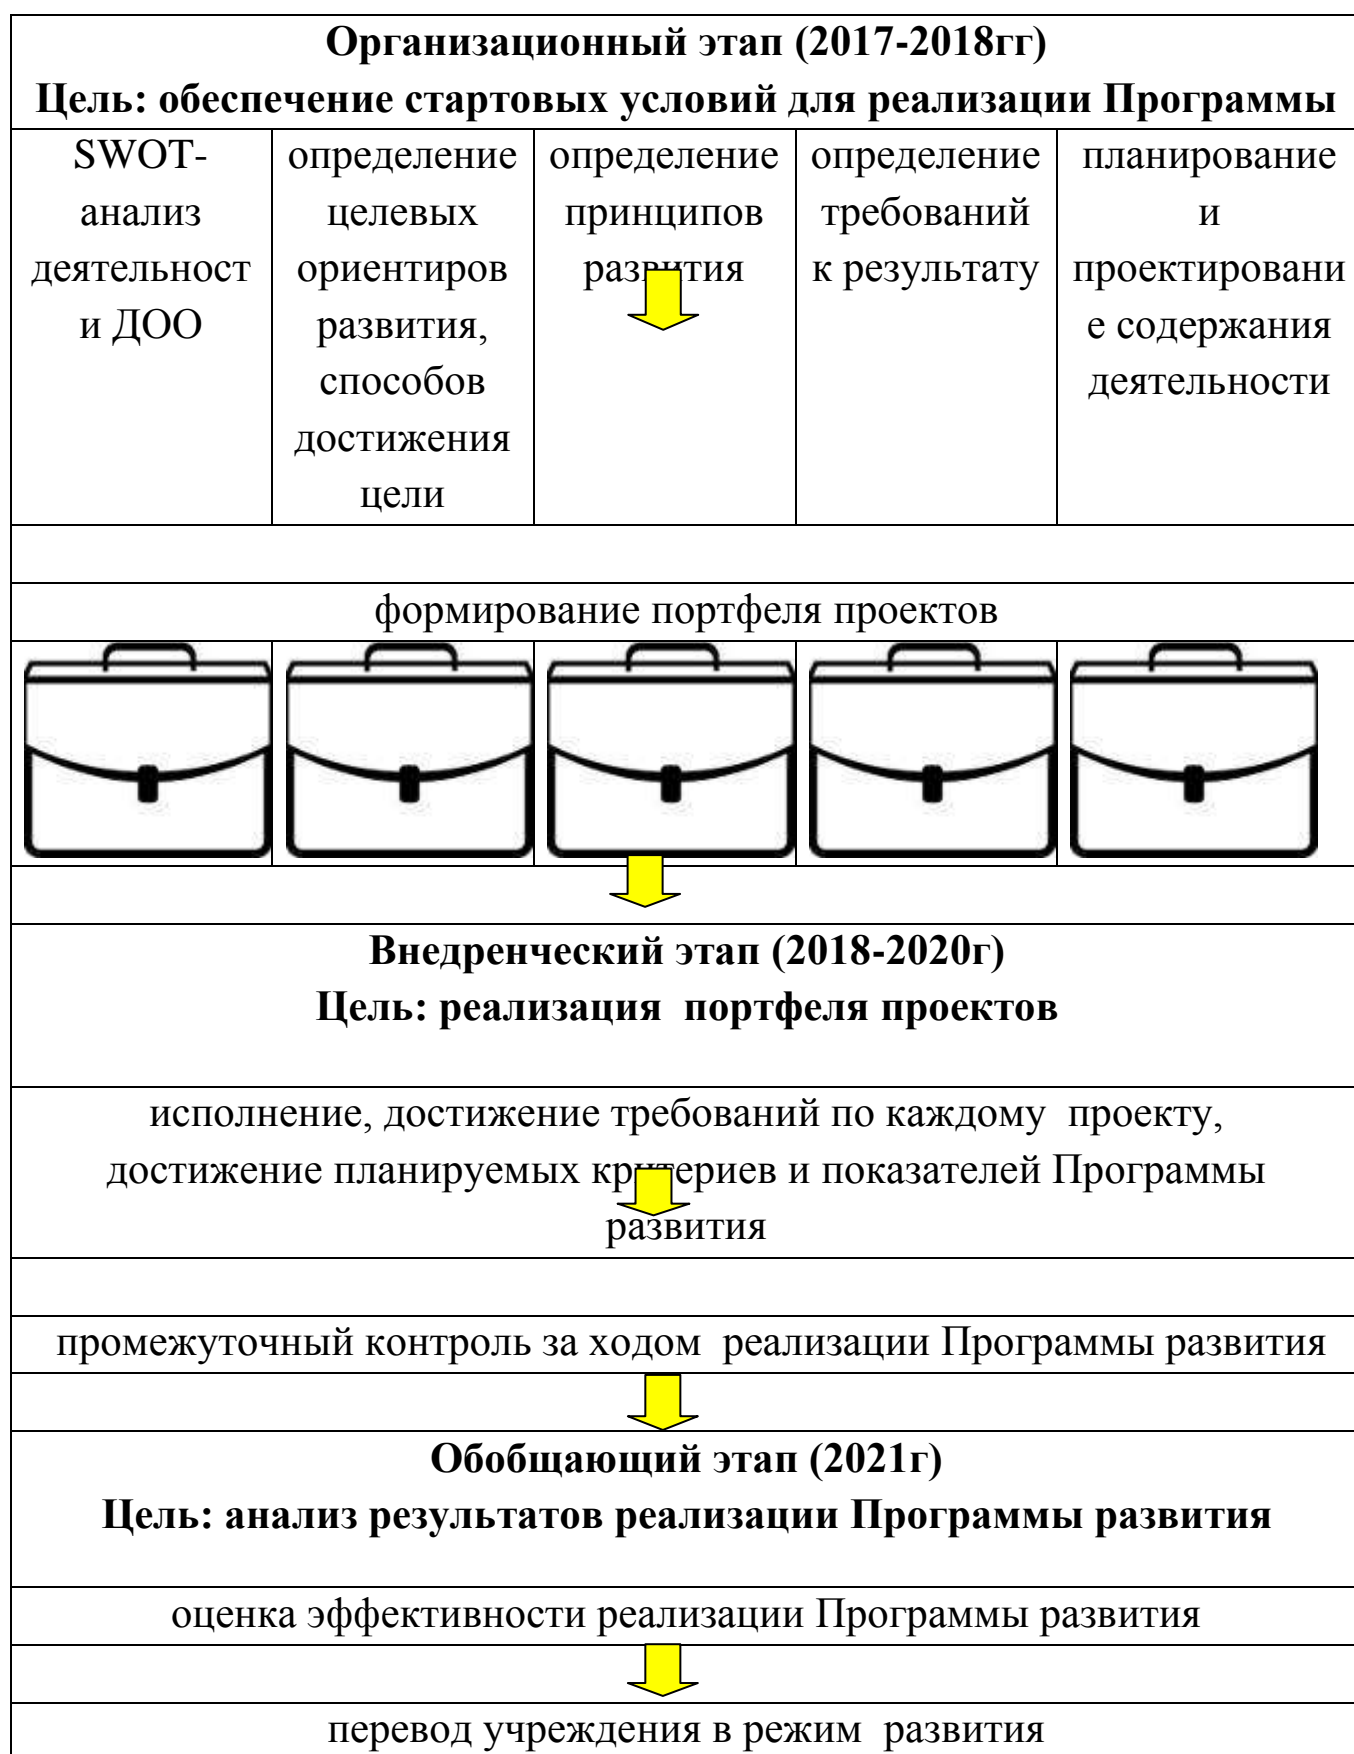 Организационный этап (2017-2018гг)
Цель: обеспечение стартовых условий для реализации Программы
SWOT-
анализ
деятельност
и ДОО
определение
целевых
ориентиров
развития,
способов
достижения
цели
определение
принципов
развития
определение
требований
к результату
планирование
и
проектировани
е содержания
деятельности
формирование портфеля проектов
Внедренческий этап (2018-2020г)
Цель: реализация  портфеля проектов
исполнение, достижение требований по каждому  проекту,
достижение планируемых критериев и показателей Программы
развития
промежуточный контроль за ходом  реализации Программы развития
Обобщающий этап (2021г)
Цель: анализ результатов реализации Программы развития
оценка эффективности реализации Программы развития
перевод учреждения в режим  развития